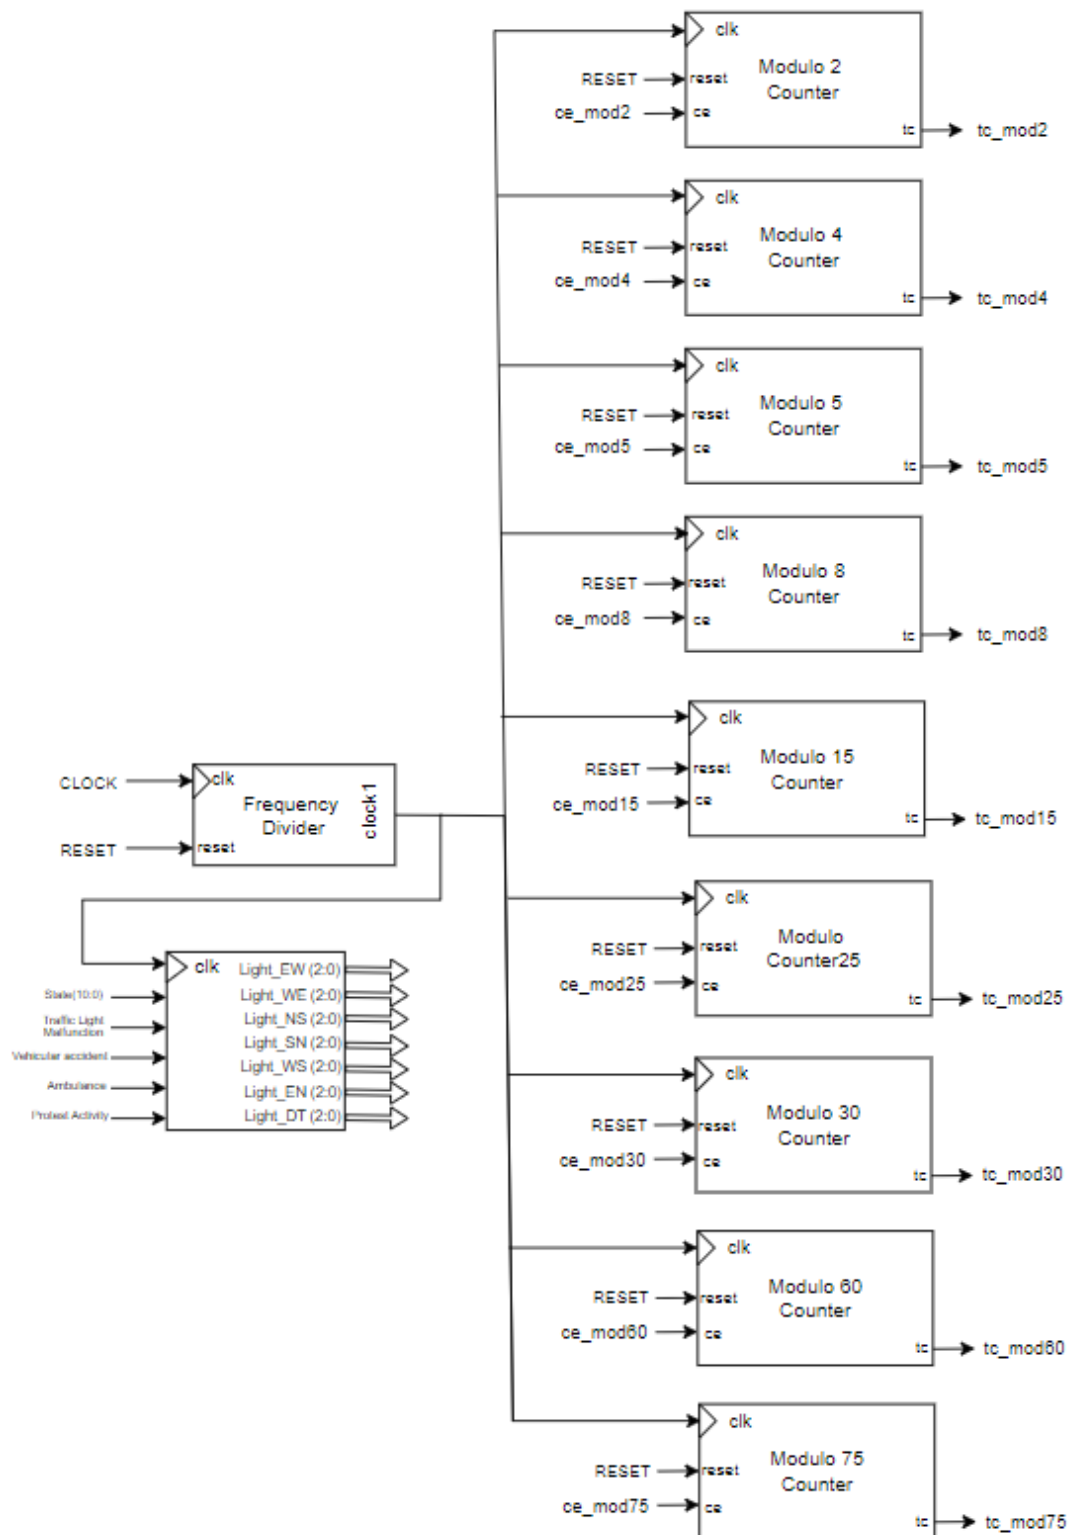 clk
Modulo 2
Counter
RESET
reset
ce_mod2
ce
tc
tc_mod2
clk
Modulo 4
Counter
RESET
reset
ce_mod4
ce
tc
tc_mod4
clk
Modulo 5
Counter
RESET
reset
ce_mod5
ce
tc
tc_mod5
clk
Modulo 8
Counter
RESET
reset
ce_mod8
ce
tc
tc_mod8
clk
Modulo 15
Counter
RESET
reset
ce_mod15
ce
tc
tc_mod15
CLOCK
clk
Frequency
Divider
clock1
RESET
reset
clk
Modulo
Counter25
RESET
reset
ce_mod25
ce
tc
tc_mod25
clk
Light_EW (2:0)
Light_WE (2:0)
Light_NS (2:0)
Light_SN (2:0)
Light_WS (2:0)
Light_EN (2:0)
Light_DT (2:0)
State(10:0)
Traffic Light
Malfunction
Vehicular accident
Ambulance
Protest Activity
clk
Modulo 30
Counter
RESET
reset
ce_mod30
ce
tc
tc_mod30
clk
Modulo 60
Counter
RESET
reset
ce_mod60
ce
tc
tc_mod60
clk
Modulo 75
Counter
RESET
reset
ce_mod75
ce
tc
tc_mod75